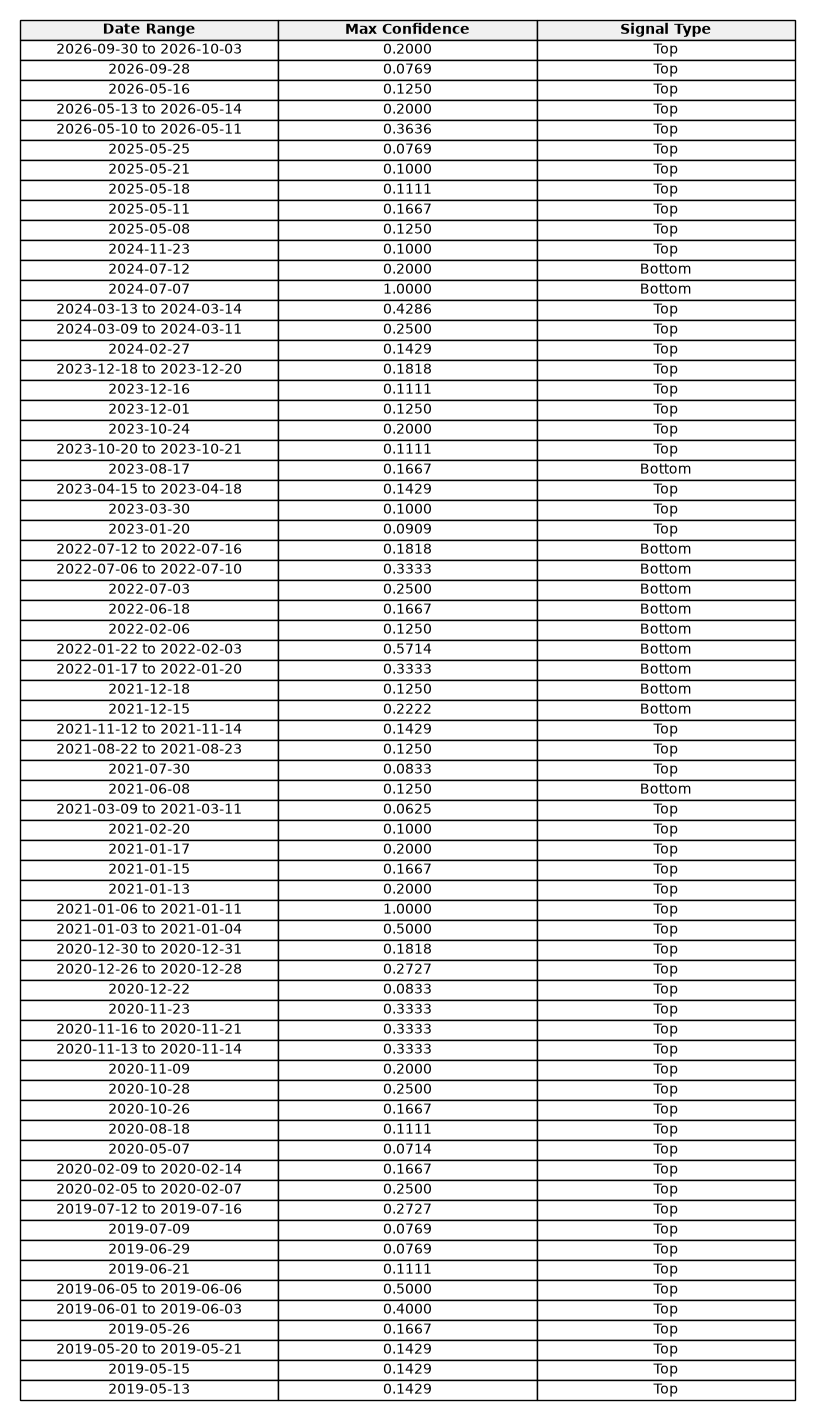 Date Range Max Confidence Signal Type
2026-09-30 to 2026-10-03 0.2000 Top
2026-09-28 0.0769 Top
2026-05-16 0.1250 Top
2026-05-13 to 2026-05-14 0.2000 Top
2026-05-10 to 2026-05-11 0.3636 Top
2025-05-25 0.0769 Top
2025-05-21 0.1000 Top
2025-05-18 0.1111 Top
2025-05-11 0.1667 Top
2025-05-08 0.1250 Top
2024-11-23 0.1000 Top
2024-07-12 0.2000 Bottom
2024-07-07 1.0000 Bottom
2024-03-13 to 2024-03-14 0.4286 Top
2024-03-09 to 2024-03-11 0.2500 Top
2024-02-27 0.1429 Top
2023-12-18 to 2023-12-20 0.1818 Top
2023-12-16 0.1111 Top
2023-12-01 0.1250 Top
2023-10-24 0.2000 Top
2023-10-20 to 2023-10-21 0.1111 Top
2023-08-17 0.1667 Bottom
2023-04-15 to 2023-04-18 0.1429 Top
2023-03-30 0.1000 Top
2023-01-20 0.0909 Top
2022-07-12 to 2022-07-16 0.1818 Bottom
2022-07-06 to 2022-07-10 0.3333 Bottom
2022-07-03 0.2500 Bottom
2022-06-18 0.1667 Bottom
2022-02-06 0.1250 Bottom
2022-01-22 to 2022-02-03 0.5714 Bottom
2022-01-17 to 2022-01-20 0.3333 Bottom
2021-12-18 0.1250 Bottom
2021-12-15 0.2222 Bottom
2021-11-12 to 2021-11-14 0.1429 Top
2021-08-22 to 2021-08-23 0.1250 Top
2021-07-30 0.0833 Top
2021-06-08 0.1250 Bottom
2021-03-09 to 2021-03-11 0.0625 Top
2021-02-20 0.1000 Top
2021-01-17 0.2000 Top
2021-01-15 0.1667 Top
2021-01-13 0.2000 Top
2021-01-06 to 2021-01-11 1.0000 Top
2021-01-03 to 2021-01-04 0.5000 Top
2020-12-30 to 2020-12-31 0.1818 Top
2020-12-26 to 2020-12-28 0.2727 Top
2020-12-22 0.0833 Top
2020-11-23 0.3333 Top
2020-11-16 to 2020-11-21 0.3333 Top
2020-11-13 to 2020-11-14 0.3333 Top
2020-11-09 0.2000 Top
2020-10-28 0.2500 Top
2020-10-26 0.1667 Top
2020-08-18 0.1111 Top
2020-05-07 0.0714 Top
2020-02-09 to 2020-02-14 0.1667 Top
2020-02-05 to 2020-02-07 0.2500 Top
2019-07-12 to 2019-07-16 0.2727 Top
2019-07-09 0.0769 Top
2019-06-29 0.0769 Top
2019-06-21 0.1111 Top
2019-06-05 to 2019-06-06 0.5000 Top
2019-06-01 to 2019-06-03 0.4000 Top
2019-05-26 0.1667 Top
2019-05-20 to 2019-05-21 0.1429 Top
2019-05-15 0.1429 Top
2019-05-13 0.1429 Top